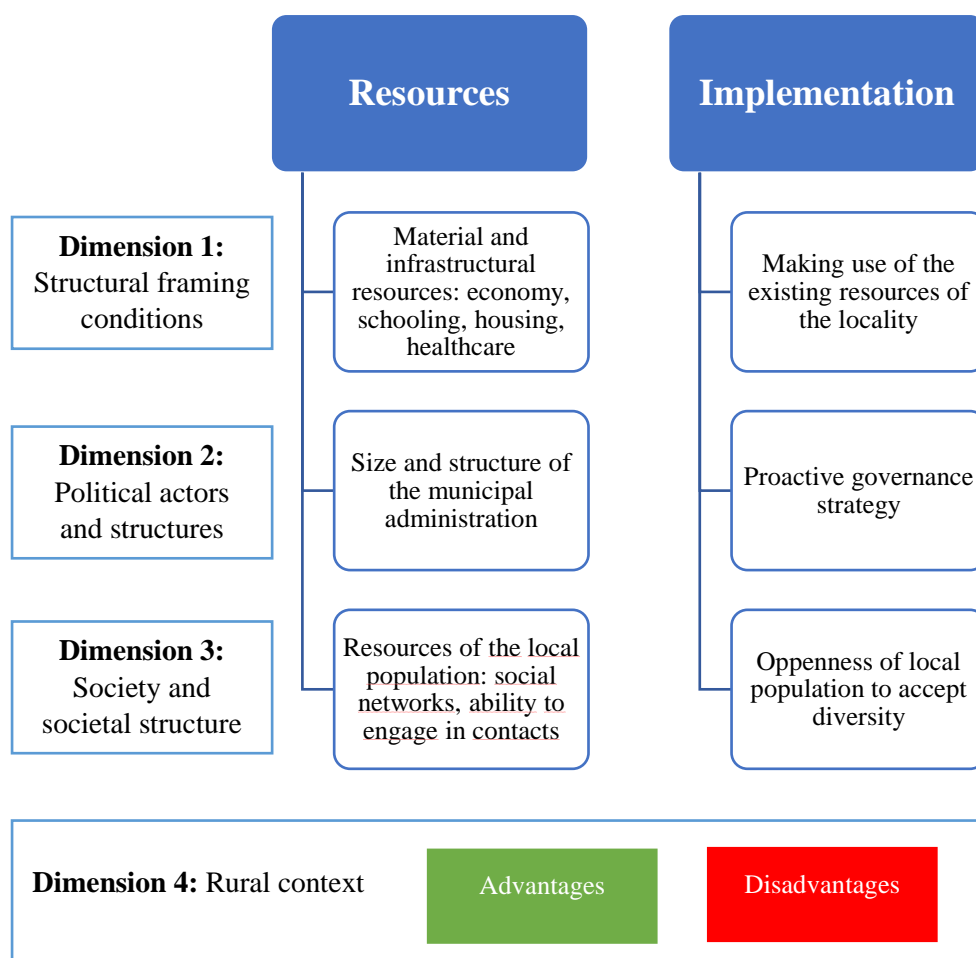 Resources
Implementation
Dimension 1:
Structural framing
conditions
Material and
infrastructural
resources: economy,
schooling, housing,
healthcare
Making use of the
existing resources of
the locality
Dimension 2:
Political actors
and structures
Size and structure of
the municipal
administration
Proactive governance
strategy
Dimension 3:
Society and
societal structure
Resources of the local
population: social
networks, ability to
engage in contacts
Oppenness of local
population to accept
diversity
Dimension 4: Rural context
Advantages
Disadvantages